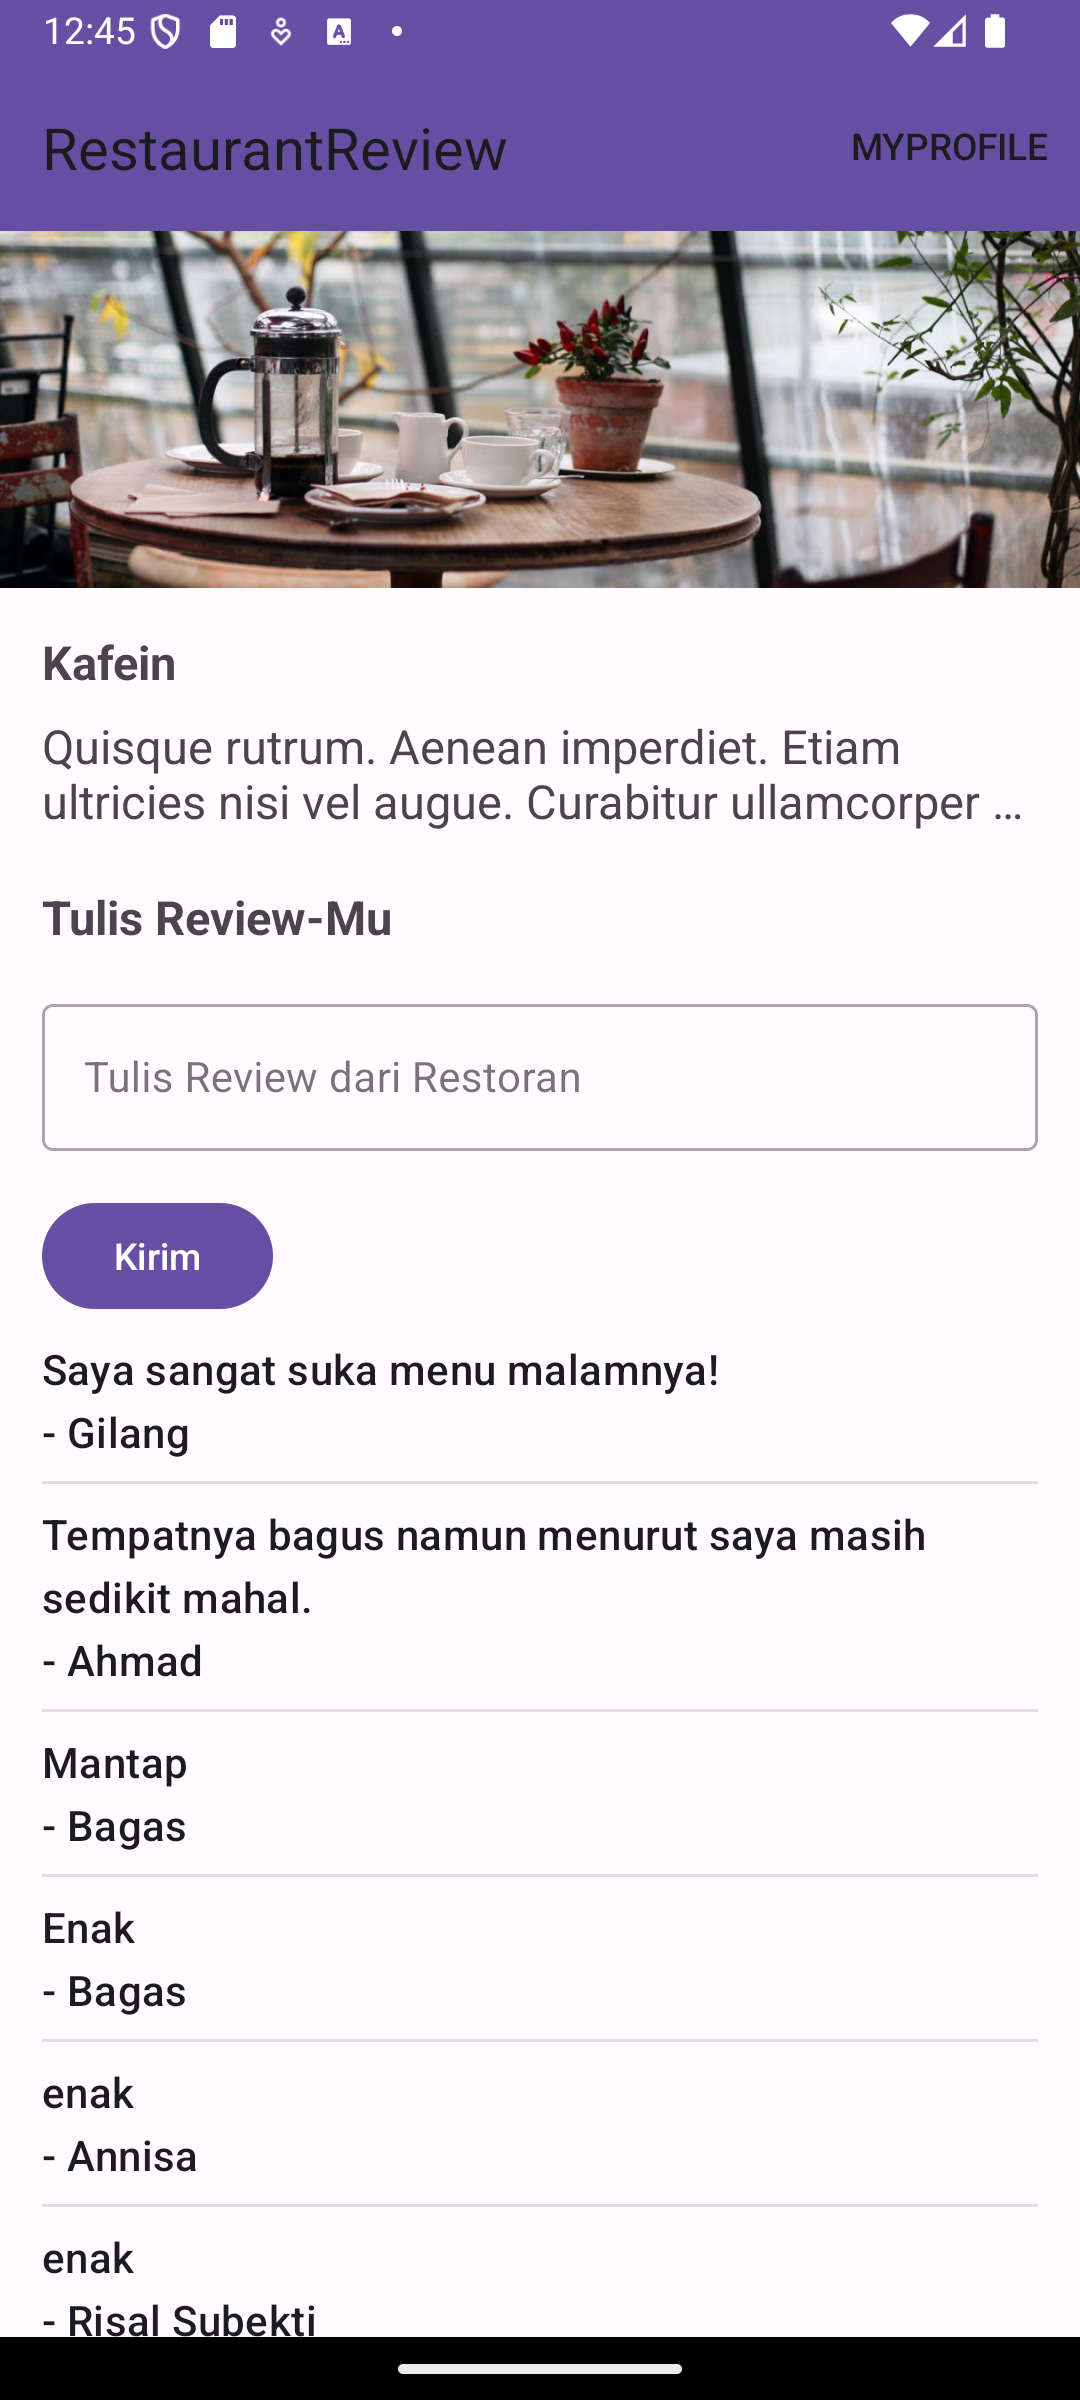 12:45
RestaurantReview
MYPROFILE
Kafein
Quisque rutrum. Aenean imperdiet. Etiam
ultricies nisi vel augue. Curabitur ullamcorper ...
Tulis Review-Mu
Tulis Review dari Restoran
Kirim
Saya sangat suka menu malamnya!
- Gilang
Tempatnya bagus namun menurut saya masih
sedikit mahal.
- Ahmad
Mantap
- Bagas
Enak
- Bagas
enak
- Annisa
enak
- Risal Subekti